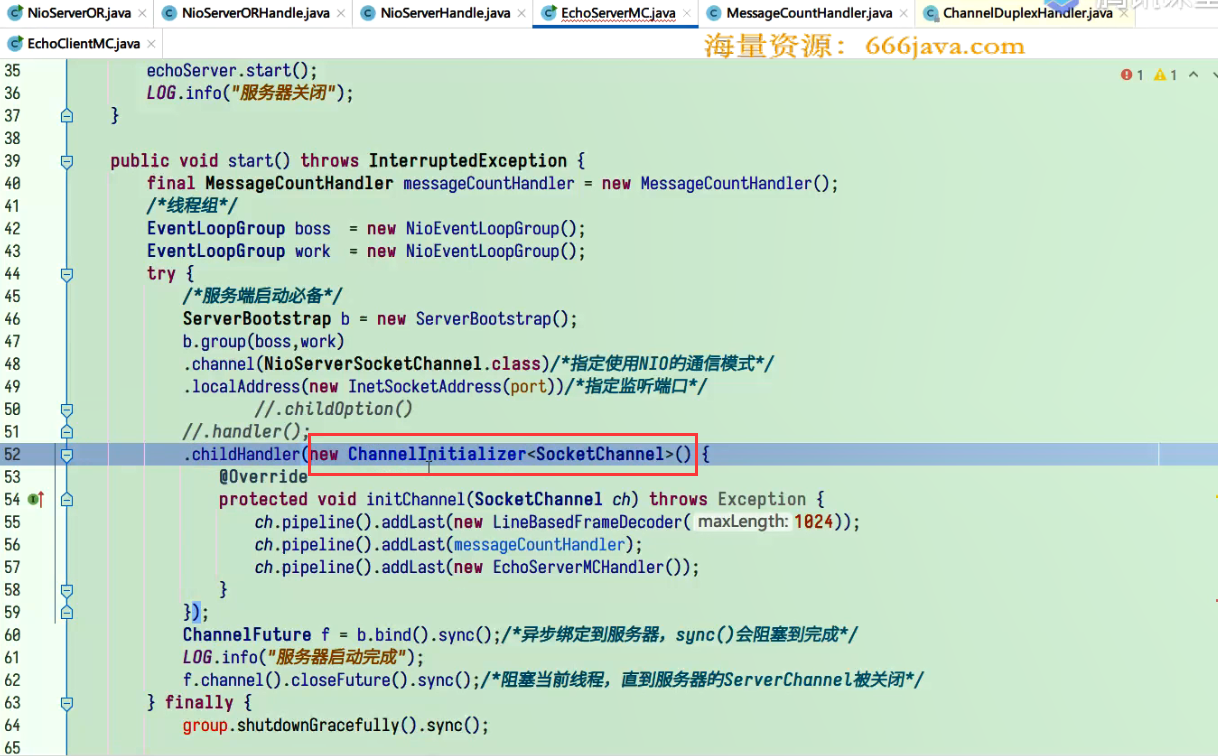 NioServerOR.java NioServerORHandle.java NioServerHandle.java EchoServerMC.java MessageCountHandler.java ChannelDuplexHandler.java
EchoClientMC.java 海量资源：666java.com
35 echoServer.start();
1 1
36 LOG.info("服务器关闭");
37 }
38
39 public void start() throws InterruptedException {
40 final MessageCountHandler messageCountHandler = new MessageCountHandler();
41 /*线程组*/
42 EventLoopGroup boss = new NioEventLoopGroup();
43 EventLoopGroup work = new NioEventLoopGroup();
44 try {
45 /*服务端启动必备*/
46 ServerBootstrap b = new ServerBootstrap();
47 b.group(boss,work)
48 .channel(NioServerSocketChannel.class)/*指定使用NIO的通信模式*/
49 .localAddress(new InetSocketAddress(port))/*指定监听端口*/
50 //.childOption()
51 //.handler();
52 .childHandler(new ChannelInitializer<SocketChannel>() {
53 @Override
54 protected void initChannel(SocketChannel ch) throws Exception {
55 ch.pipeline().addLast(new LineBasedFrameDecoder( maxLength: 1024));
56 ch.pipeline().addLast(messageCountHandler);
57 ch.pipeline().addLast(new EchoServerMCHandler());
58 }
59 });
60 ChannelFuture f = b.bind().sync();/*异步绑定到服务器，sync()会阻塞到完成*/
61 LOG.info("服务器启动完成");
62 f.channel().closeFuture().sync();/*阻塞当前线程，直到服务器的ServerChannel被关闭*/
63 } finally {
64 group.shutdownGracefully().sync();
65